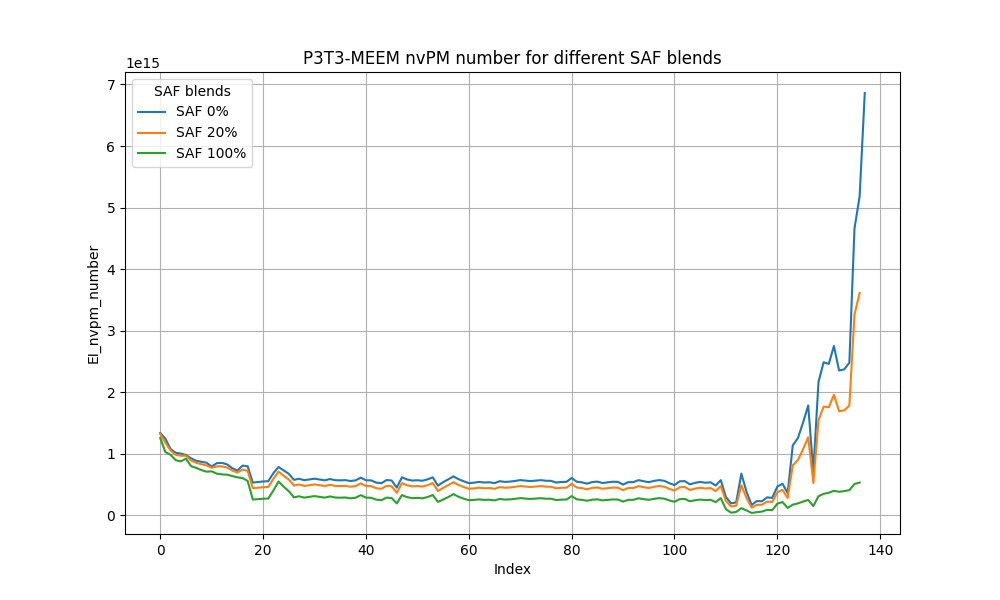 P3T3-MEEM nvPM number for different SAF blends
1e15
SAF blends
SAF 0%
SAF 20%
SAF 100%
7
6
5
4
3
2
1
0
EI_nvpm_number
0 20 40 60 80 100 120 140
Index